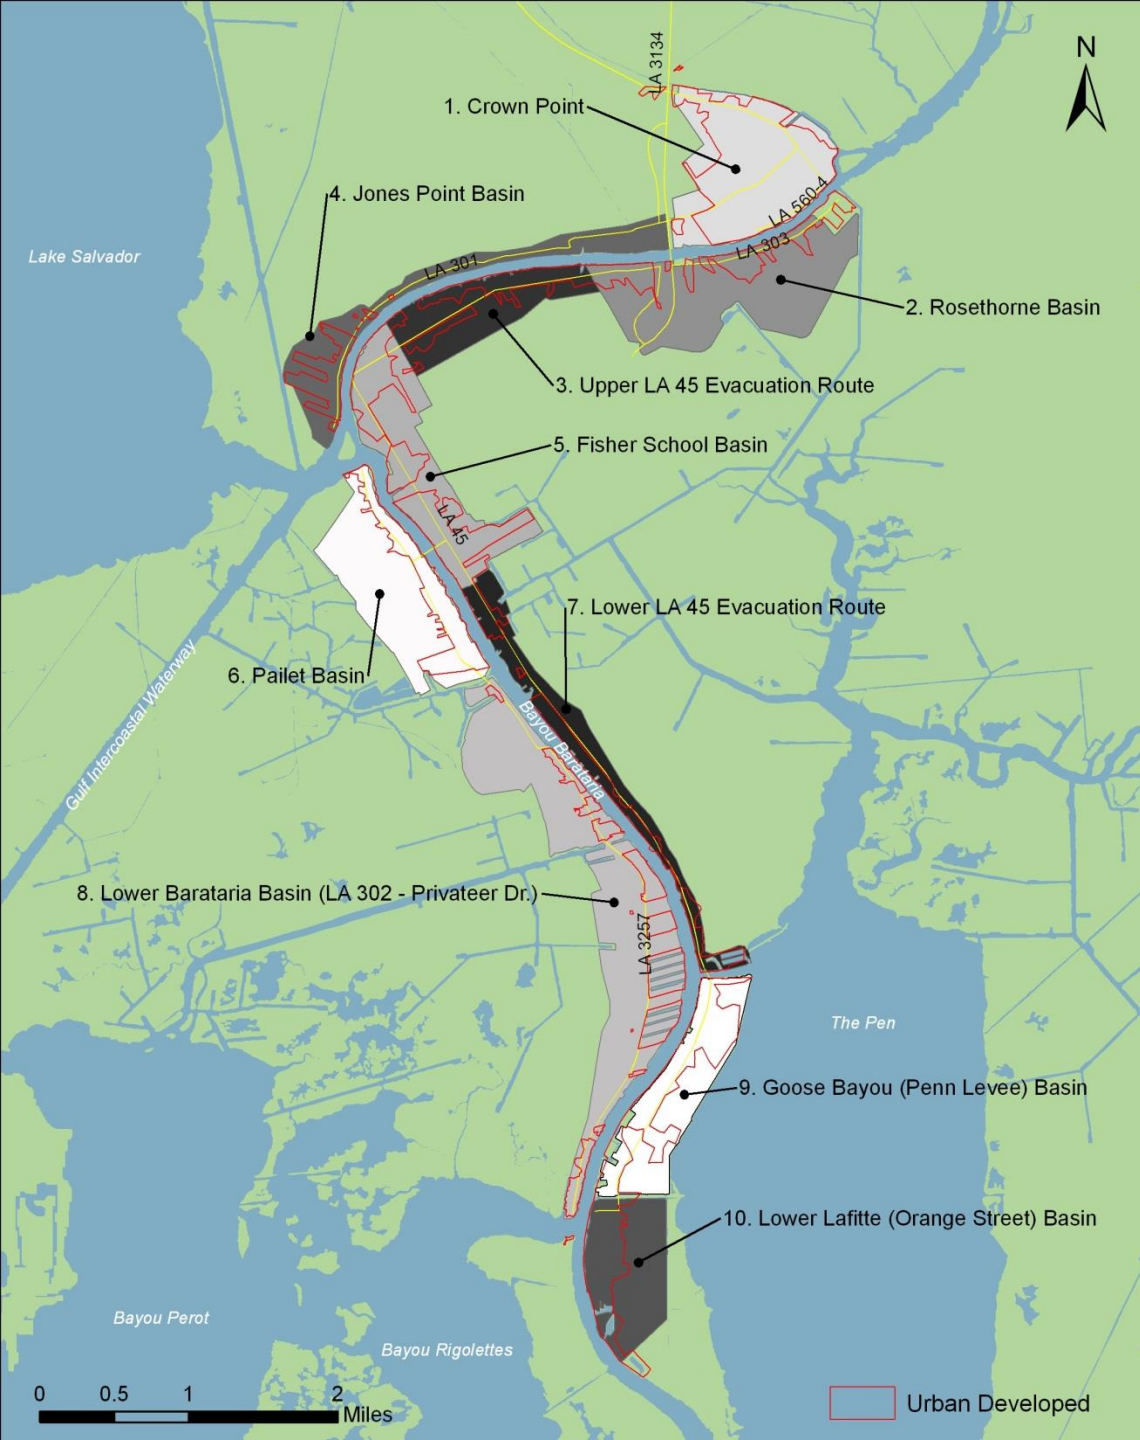 N
LA 3134
1. Crown Point
4. Jones Point Basin
LA 560-4
LA 303
Lake Salvador
LA 301
2. Rosethorne Basin
3. Upper LA 45 Evacuation Route
5. Fisher School Basin
LA 45
7. Lower LA 45 Evacuation Route
6. Pailet Basin
Gulf Intercoastal Waterway
Bayou Barataria
8. Lower Barataria Basin (LA 302 - Privateer Dr.)
LA 3257
The Pen
9. Goose Bayou (Penn Levee) Basin
10. Lower Lafitte (Orange Street) Basin
Bayou Perot
Bayou Rigolettes
0 0.5 1 2
Miles
Urban Developed